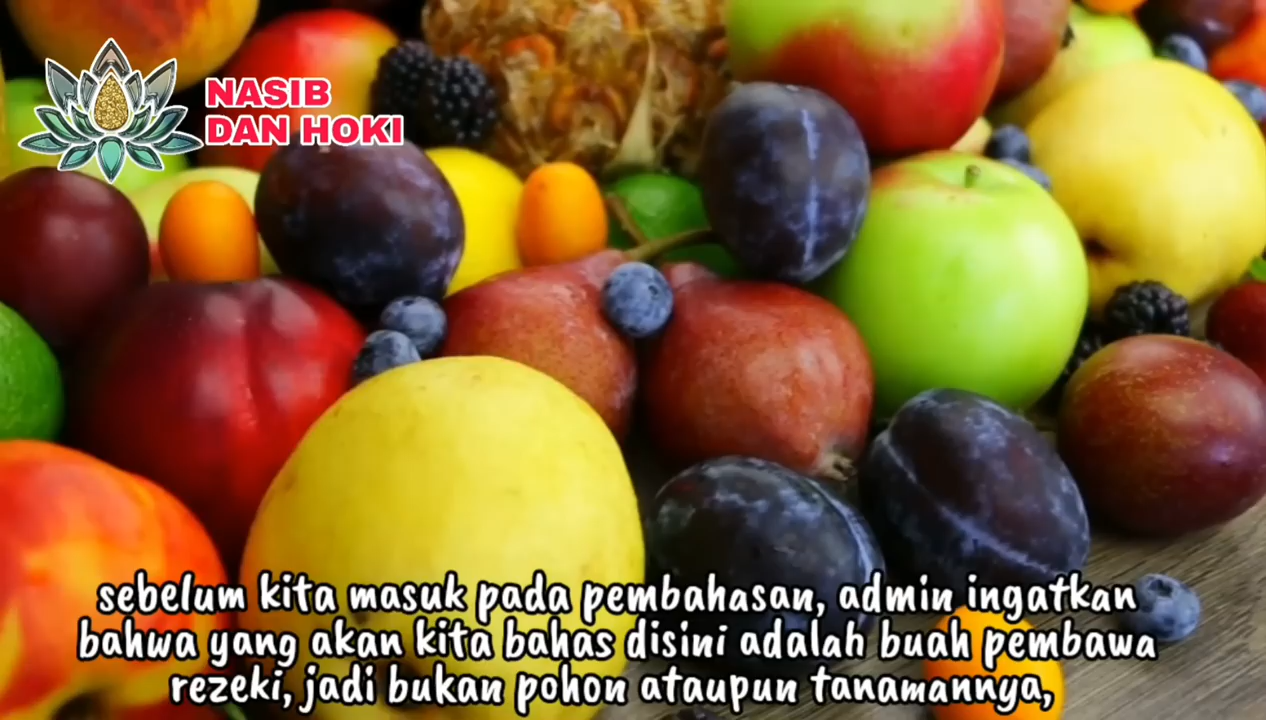 NASIB
DAN HOKI
sebelum kita masuk pada pembahasan, admin ingatkan
bahwa yang akan kita bahas disini adalah buah pembawa
rezeki, jadi bukan pohon ataupun tanamannya,